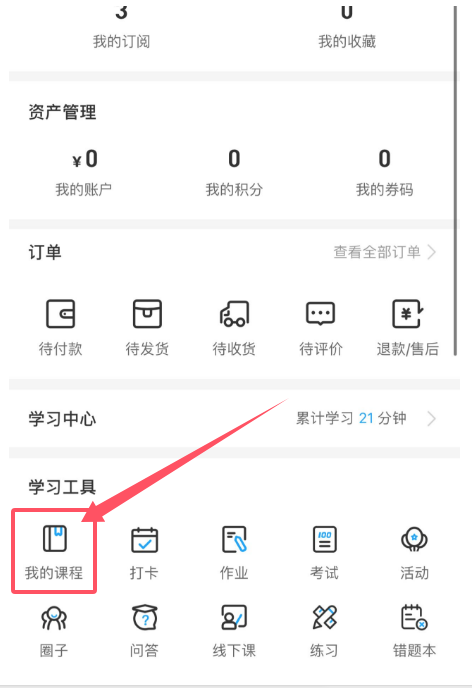 3 0
我的订阅 我的收藏
资产管理
¥0 0 0
我的账户 我的积分 我的券码
订单 查看全部订单
待付款 待发货 待收货 待评价 退款/售后
学习中心 累计学习 21 分钟
学习工具
100
我的课程 打卡 作业 考试 活动
圈子 问答 线下课 练习 错题本